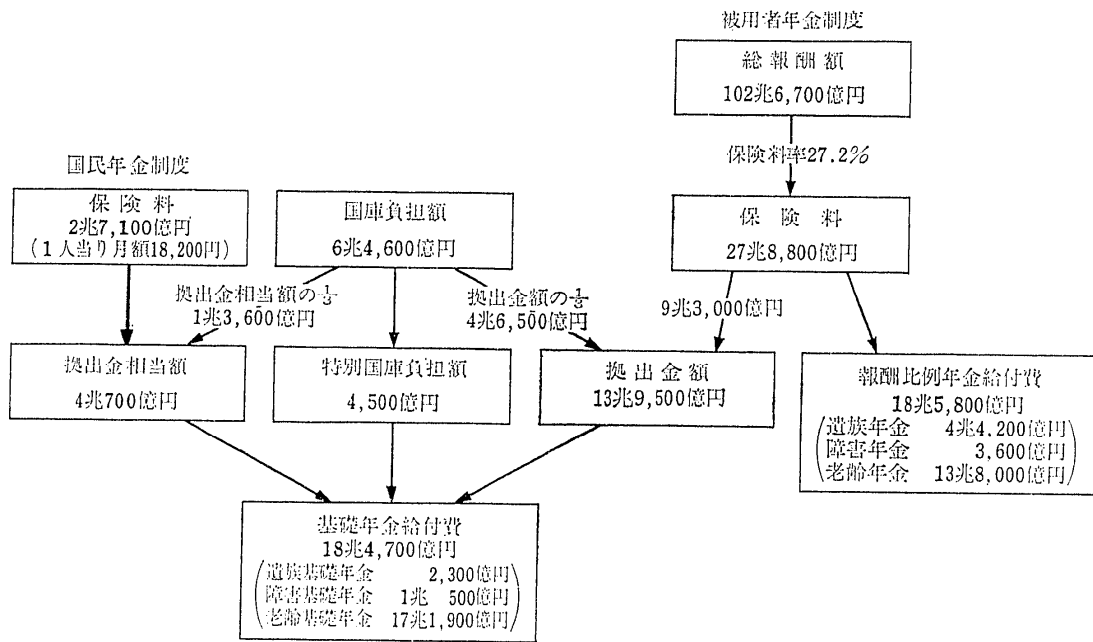 被用者年金制度
総報酬額
102兆6,700億円
保険料率27.2%
国民年金制度
保険料
2兆7,100億円
(1人当り月額18,200円)
国庫負担額
6兆4,600億円
保険料
27兆8,800億円
拠出金相当額の1/3
1兆3,600億円
拠出金額の1/3
4兆6,500億円
9兆3,000億円
拠出金相当額
4兆700億円
特別国庫負担額
4,500億円
拠出金額
13兆9,500億円
報酬比例年金給付費
18兆5,800億円
遺族年金 4兆4,200億円
障害年金 3,600億円
老齢年金 13兆8,000億円
基礎年金給付費
18兆4,700億円
遺族基礎年金 2,300億円
障害基礎年金 1兆 500億円
老齢基礎年金 17兆1,900億円